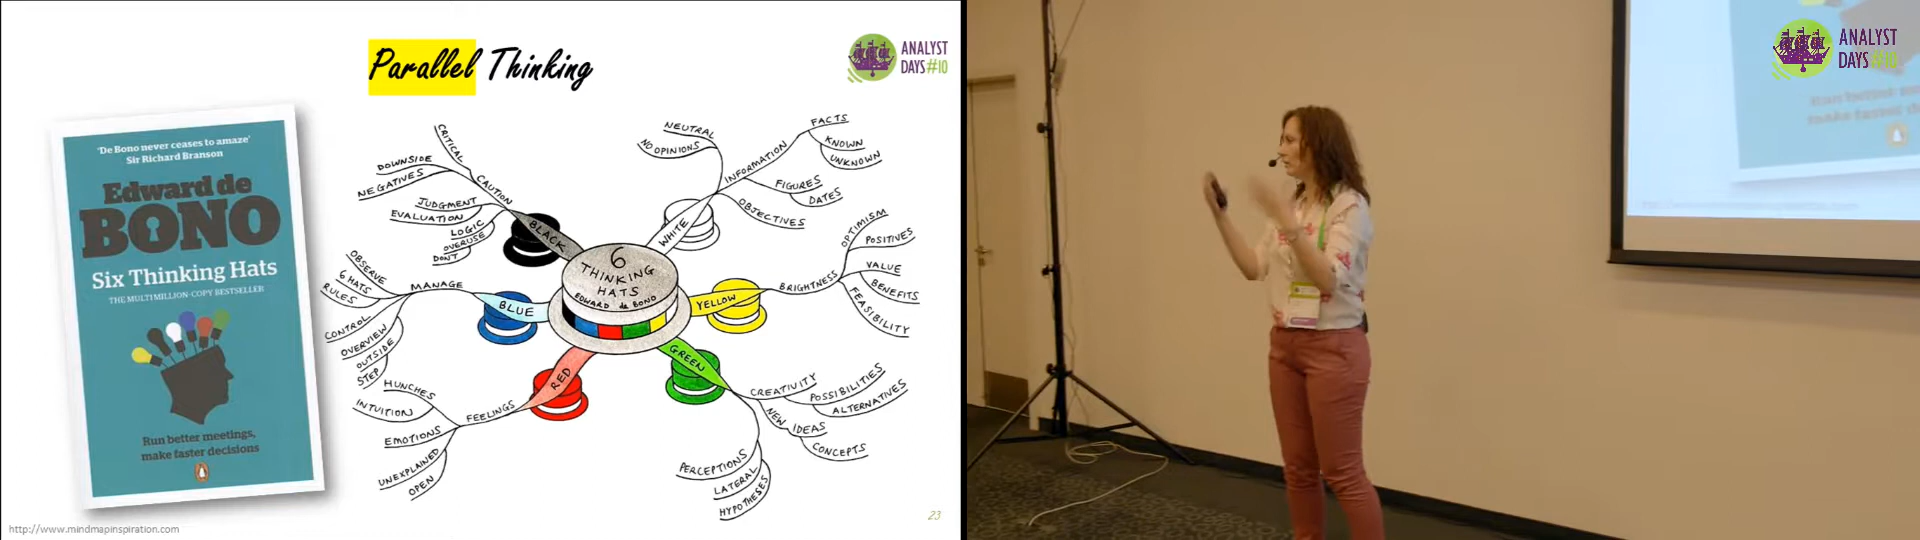 Parallel Thinking
ANALYST
DAYS#10
'De Bono never ceases to amaze'
Sir Richard Branson
Edward de
BONO
Six Thinking Hats
THE MULTIMILLION-COPY BESTSELLER
Run better meetings,
make faster decisions
6
THINKING
HATS
EDWARD de BONO
BLACK
CAUTION
CRITICAL
DOWNSIDE
NEGATIVES
JUDGMENT
EVALUATION
LOGIC
OVERUSE
DONT
WHITE
NEUTRAL
NO OPINIONS
INFORMATION
FACTS
KNOWN
UNKNOWN
FIGURES
DATES
OBJECTIVES
YELLOW
BRIGHTNESS
OPTIMISM
POSITIVES
VALUE
BENEFITS
FEASIBILITY
GREEN
CREATIVITY
POSSIBILITIES
ALTERNATIVES
NEW IDEAS
CONCEPTS
PERCEPTIONS
LATERAL
HYPOTHESES
RED
FEELINGS
HUNCHES
INTUITION
EMOTIONS
UNEXPLAINED
OPEN
BLUE
MANAGE
OBSERVE
6 HATS
RULES
CONTROL
OVERVIEW
OUTSIDE
STEP
http://www.mindmapinspiration.com
23
ANALYST
DAYS#10